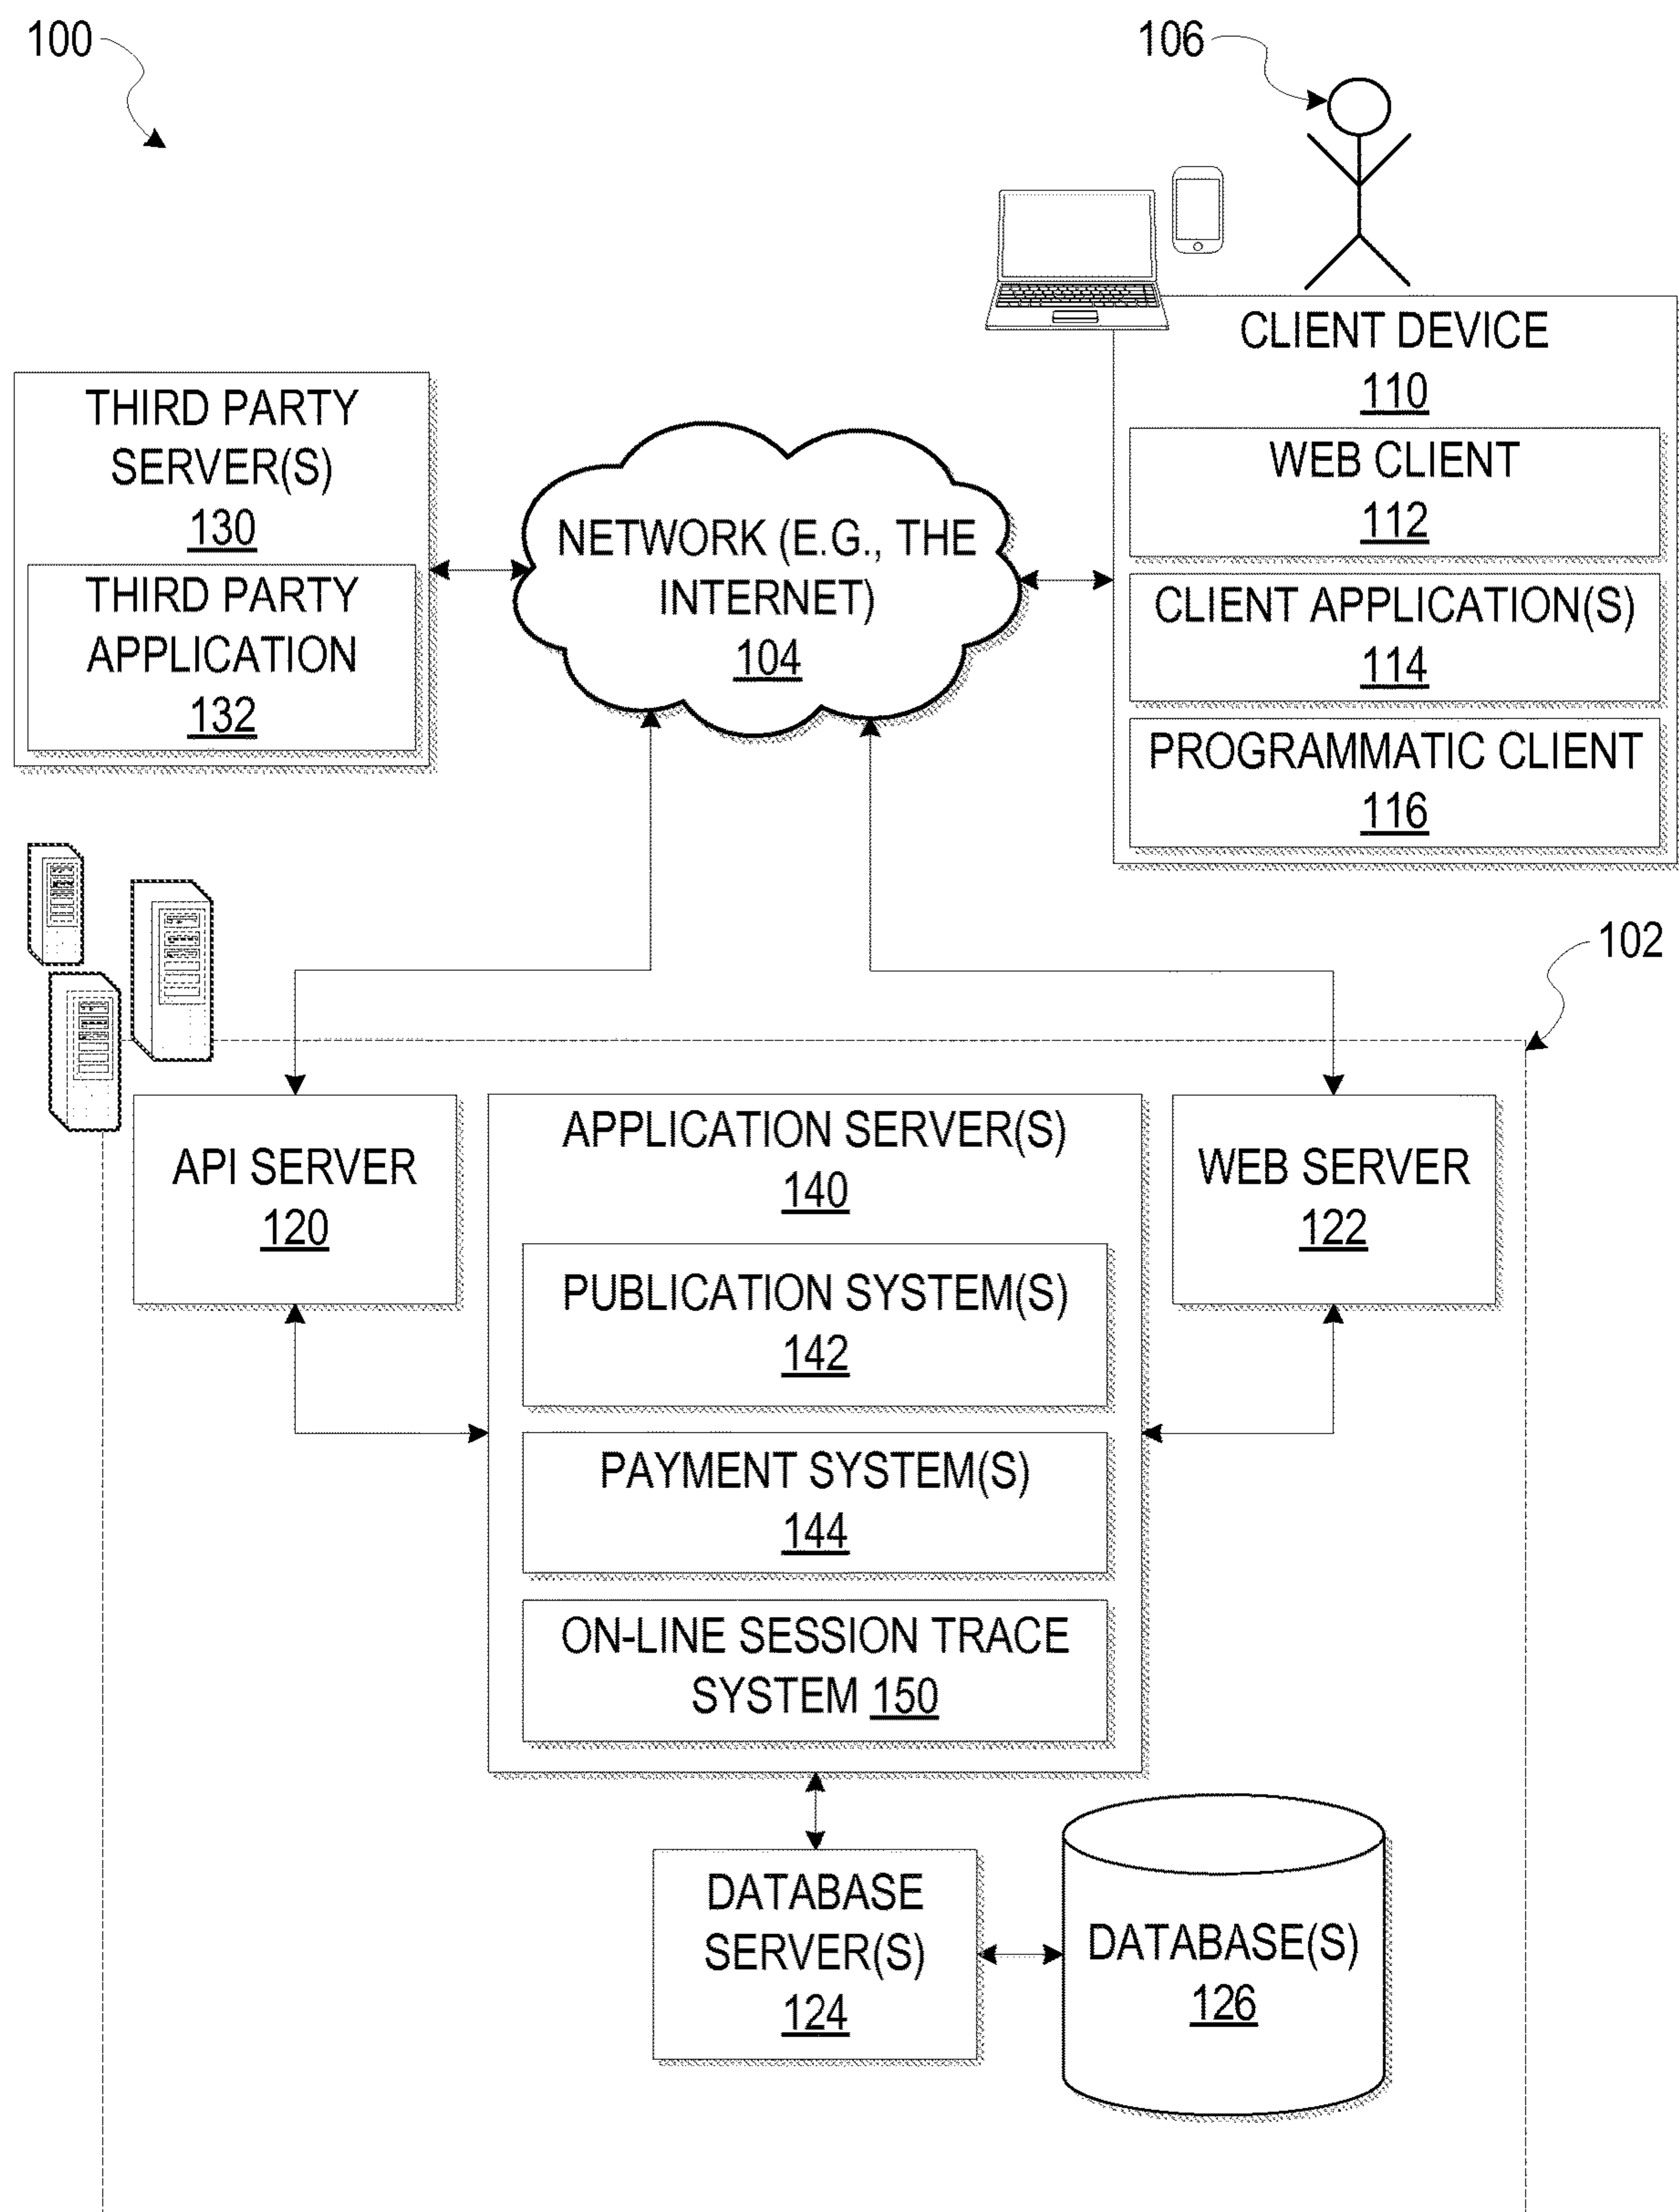 100
106
CLIENT DEVICE
110
WEB CLIENT
112
CLIENT APPLICATION(S)
114
PROGRAMMATIC CLIENT
116
THIRD PARTY
SERVER(S)
130
THIRD PARTY
APPLICATION
132
NETWORK (E.G., THE
INTERNET)
104
102
API SERVER
120
APPLICATION SERVER(S)
140
PUBLICATION SYSTEM(S)
142
PAYMENT SYSTEM(S)
144
ON-LINE SESSION TRACE
SYSTEM 150
WEB SERVER
122
DATABASE
SERVER(S)
124
DATABASE(S)
126